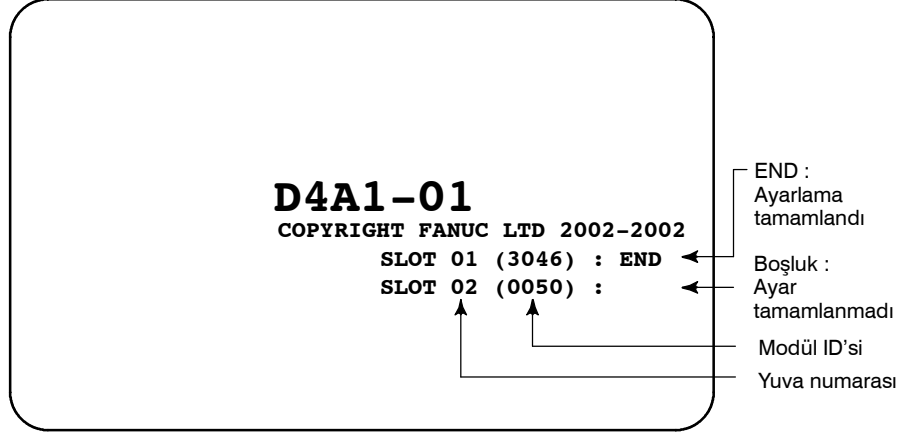 D4A1–01
COPYRIGHT FANUC LTD 2002–2002
SLOT 01 (3046) : END
SLOT 02 (0050) :
END :
Ayarlama
tamamlandı
Boşluk :
Ayar
tamamlanmadı
Modül ID’si
Yuva numarası